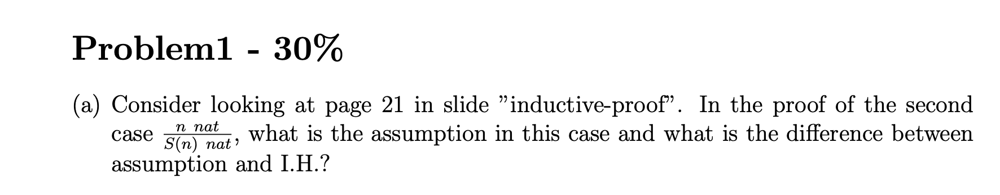 Problem1 - 30%
(a) Consider looking at page 21 in slide ”inductive-proof”. In the proof of the second
case \frac{n nat}{S(n) nat}, what is the assumption in this case and what is the difference between
assumption and I.H.?